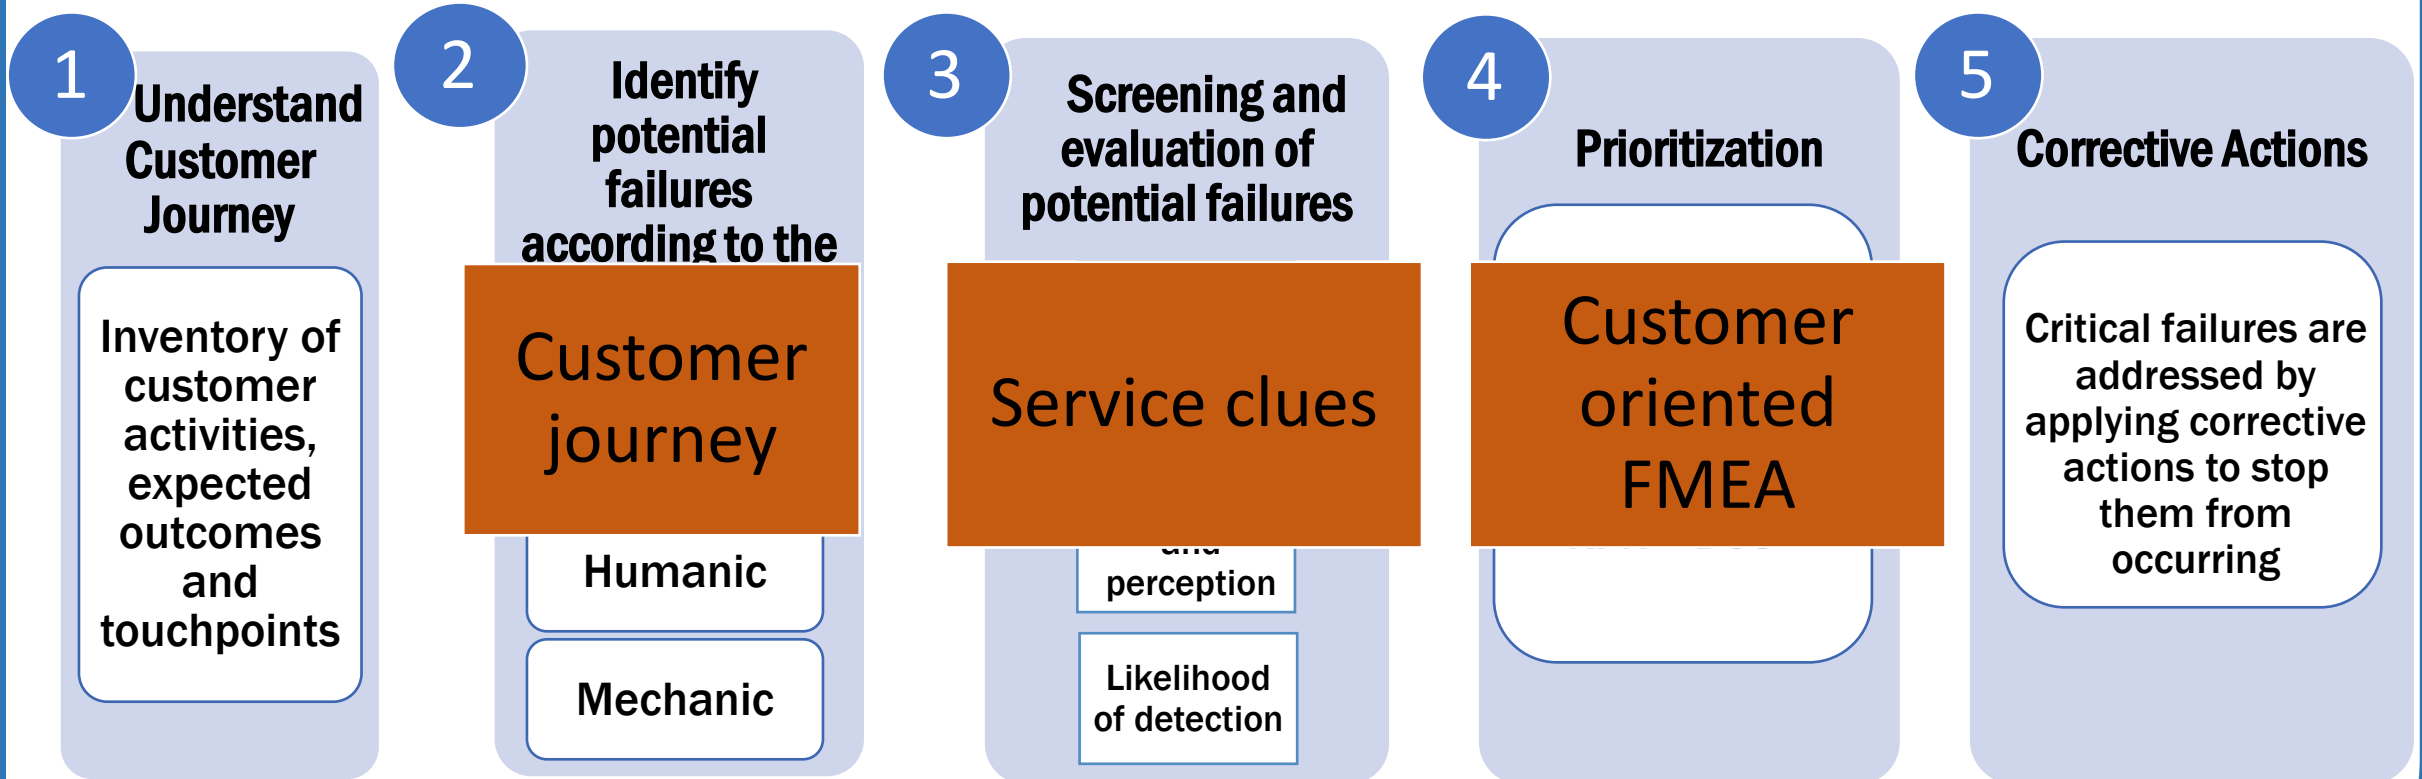 1
Understand
Customer
Journey
Inventory of
customer
activities,
expected
outcomes
and
touchpoints
2
Identify
potential
failures
according to the
Customer
journey
Humanic
Mechanic
3
Screening and
evaluation of
potential failures
Service clues
and
perception
Likelihood
of detection
4
Prioritization
Customer
oriented
FMEA
5
Corrective Actions
Critical failures are
addressed by
applying corrective
actions to stop
them from
occurring